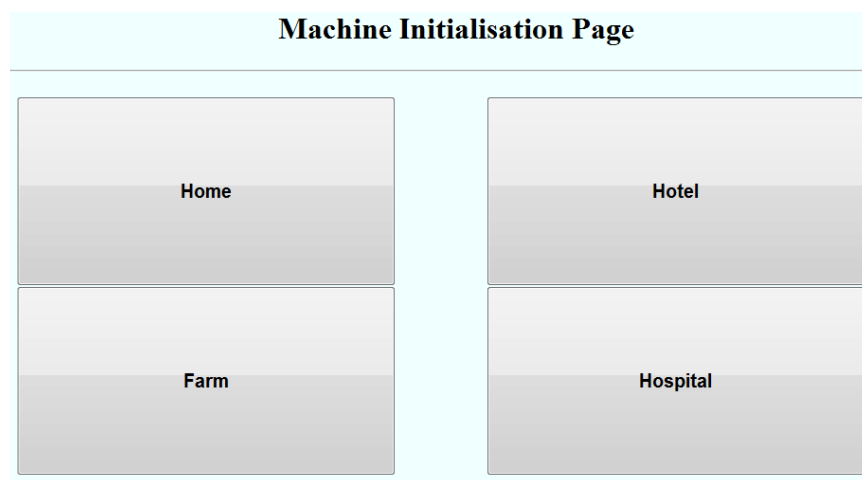 Machine Initialisation Page
Home
Hotel
Farm
Hospital